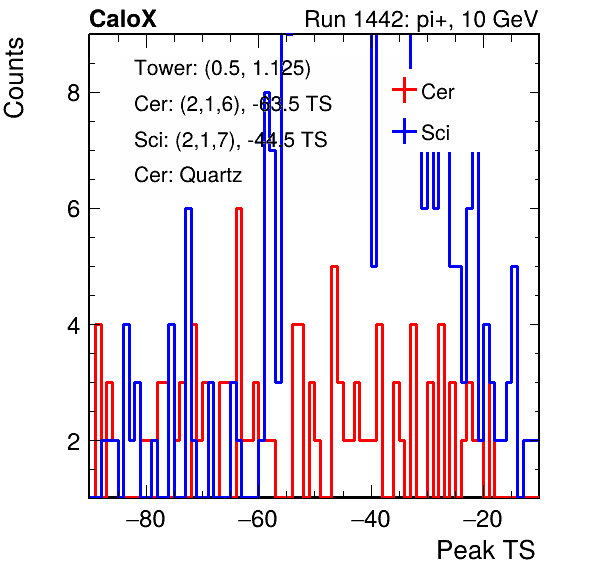 CaloX Run 1442: pi+, 10 GeV
Counts
Tower: (0.5, 1.125)
Cer: (2,1,6), -63.5 TS
Sci: (2,1,7), -44.5 TS
Cer: Quartz
Cer
Sci
8
6
4
2
−80 −60 −40 −20
Peak TS